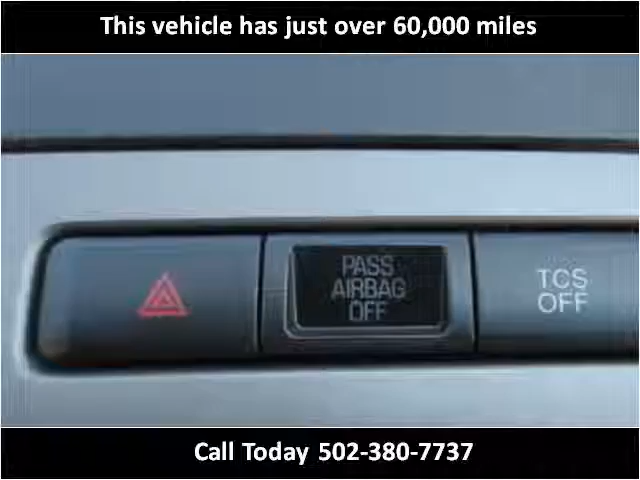 This vehicle has just over 60,000 miles
PASS
AIRBAG
OFF
TCS
OFF
Call Today 502-380-7737